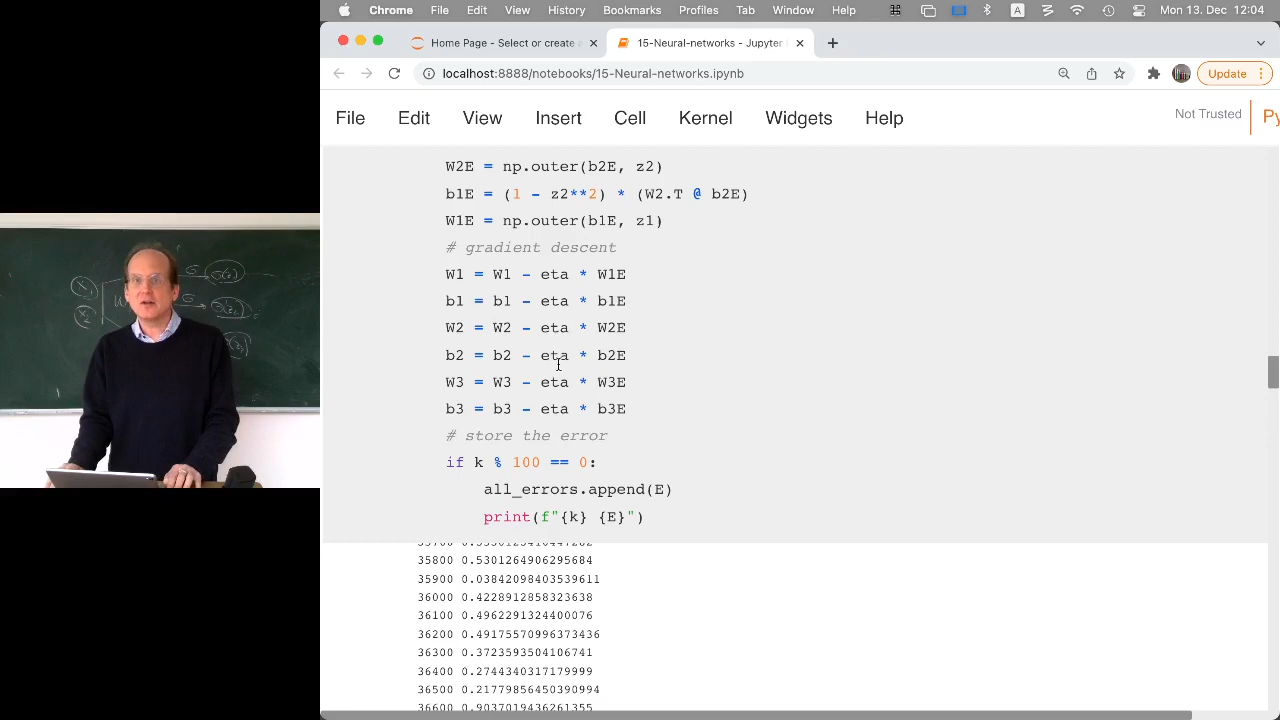 Chrome File Edit View History Bookmarks Profiles Tab Window Help A Mon 13. Dec 12:04
Home Page - Select or create a 15-Neural-networks - Jupyter
localhost:8888/notebooks/15-Neural-networks.ipynb Update
File Edit View Insert Cell Kernel Widgets Help Not Trusted Py
W2E = np.outer(b2E, z2)
b1E = (1 - z2**2) * (W2.T @ b2E)
W1E = np.outer(b1E, z1)
# gradient descent
W1 = W1 - eta * W1E
b1 = b1 - eta * b1E
W2 = W2 - eta * W2E
b2 = b2 - eta * b2E
W3 = W3 - eta * W3E
b3 = b3 - eta * b3E
# store the error
if k % 100 == 0:
all_errors.append(E)
print(f"{k} {E}")
35800 0.5301264906295684
35900 0.03842098403539611
36000 0.4228912858323638
36100 0.4962291324400076
36200 0.49175570996373436
36300 0.3723593504106741
36400 0.2744340317179999
36500 0.21779856450390994
36600 0.9037019436261355